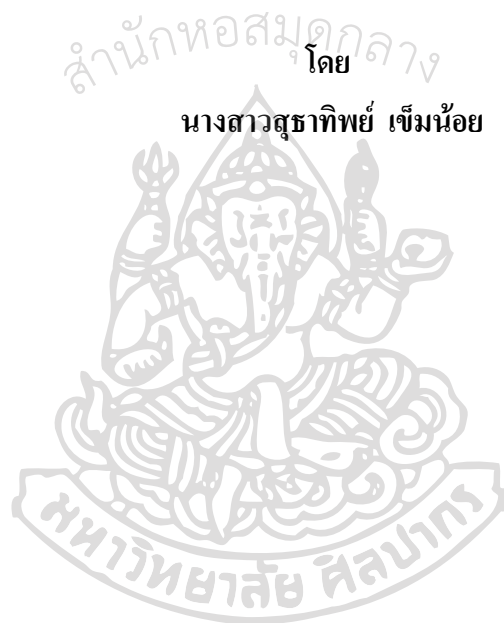 สำนักหอสมุดกลาง
โดย
นางสาวสุธาทิพย์ เข็มน้อย
มหาวิทยาลัย ศิลปากร